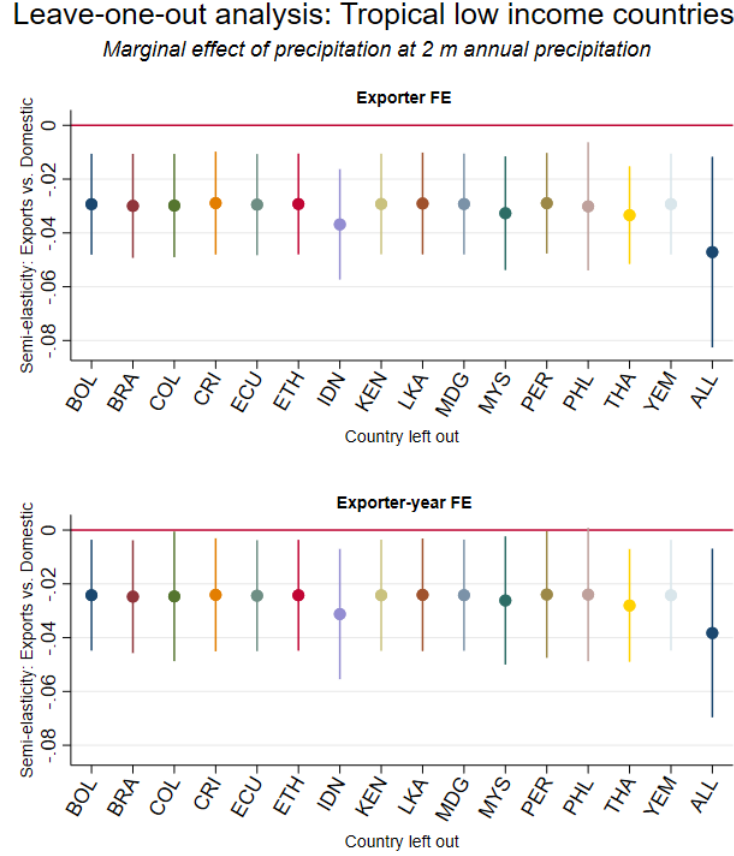 Leave-one-out analysis: Tropical low income countries
Marginal effect of precipitation at 2 m annual precipitation
Exporter FE
Semi-elasticity: Exports vs. Domestic
0
-.02
-.04
-.06
-.08
BOL BRA COL CRI ECU ETH IDN KEN LKA MDG MYS PER PHL THA YEM ALL
Country left out
Exporter-year FE
Semi-elasticity: Exports vs. Domestic
0
-.02
-.04
-.06
-.08
BOL BRA COL CRI ECU ETH IDN KEN LKA MDG MYS PER PHL THA YEM ALL
Country left out